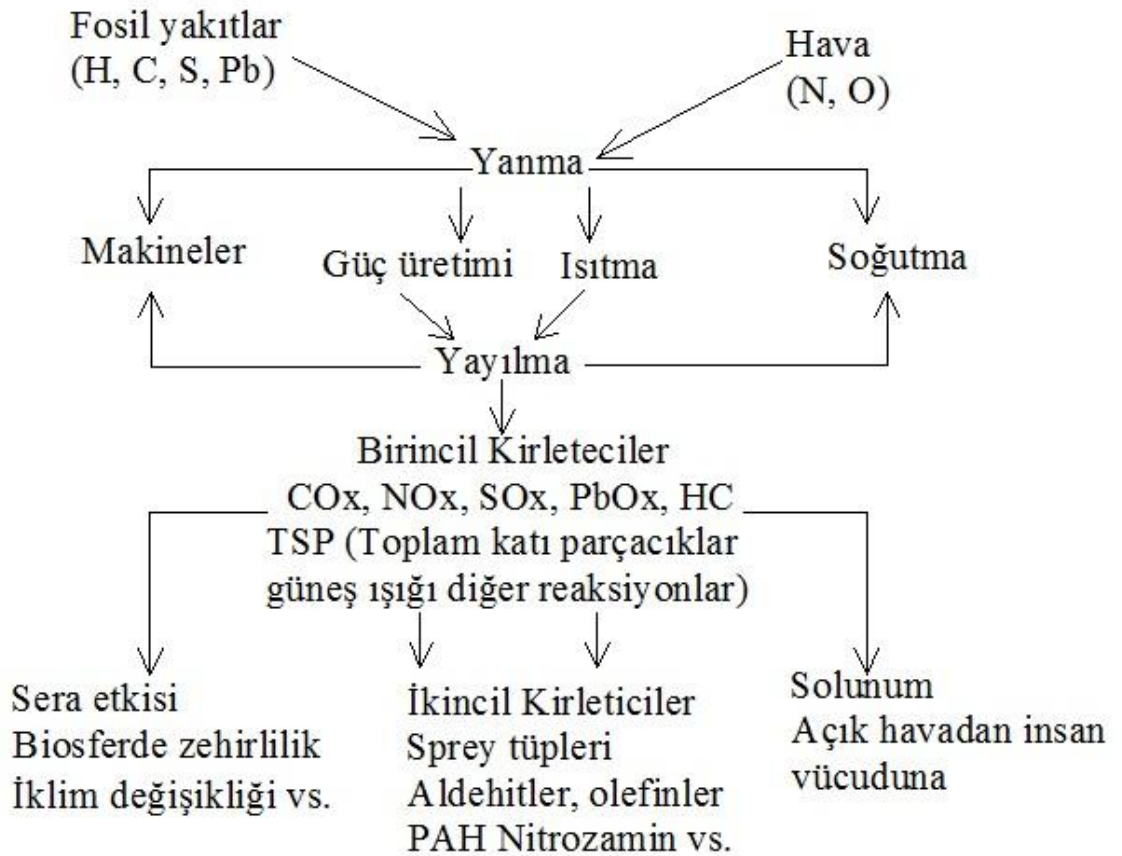 Fosil yakıtlar
(H, C, S, Pb)
Hava
(N, O)
Yanma
Makineler
Güç üretimi
Isıtma
Soğutma
Yayılma
Birincil Kirleteciler
COx, NOx, SOx, PbOx, HC
TSP (Toplam katı parçacıklar
güneş ışığı diğer reaksiyonlar)
Sera etkisi
Biosferde zehirlilik
İklim değişikliği vs.
İkincil Kirleticiler
Sprey tüpleri
Aldehitler, olefinler
PAH Nitrozamin vs.
Solunum
Açık havadan insan
vücuduna